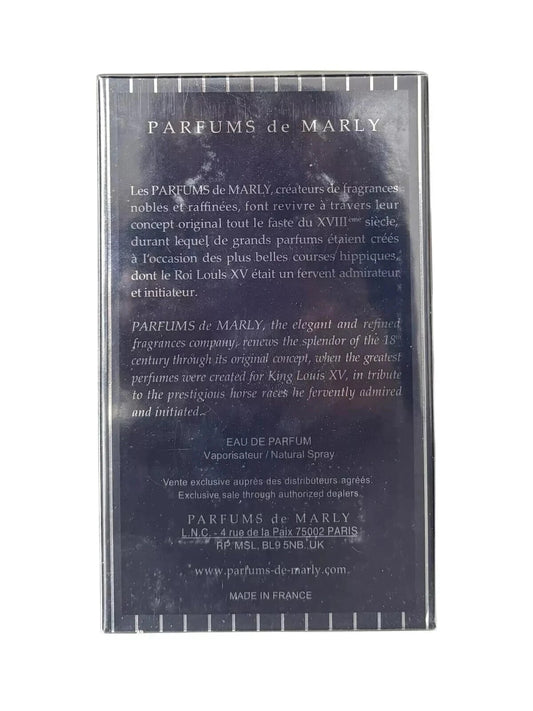 PARFUMS de MARLY
Les PARFUMS de MARLY, créateurs de fragrances
nobles et raffinées, font revivre à travers leur
concept original tout le faste du XVIIIème siècle,
durant lequel de grands parfums étaient créés
à l'occasion des plus belles courses hippiques,
dont le Roi Louis XV était un fervent admirateur
et initiateur.
PARFUMS de MARLY, the elegant and refined
fragrances company, renews the splendor of the 18th
century through its original concept, when the greatest
perfumes were created for King Louis XV, in tribute
to the prestigious horse races he fervently admired
and initiated.
EAU DE PARFUM
Vaporisateur / Natural Spray
Vente exclusive auprès des distributeurs agréés.
Exclusive sale through authorized dealers.
PARFUMS de MARLY
L.N.C. - 4 rue de la Paix 75002 PARIS
RP. MSL. BL9 5NB. UK
www.parfums-de-marly.com
MADE IN FRANCE